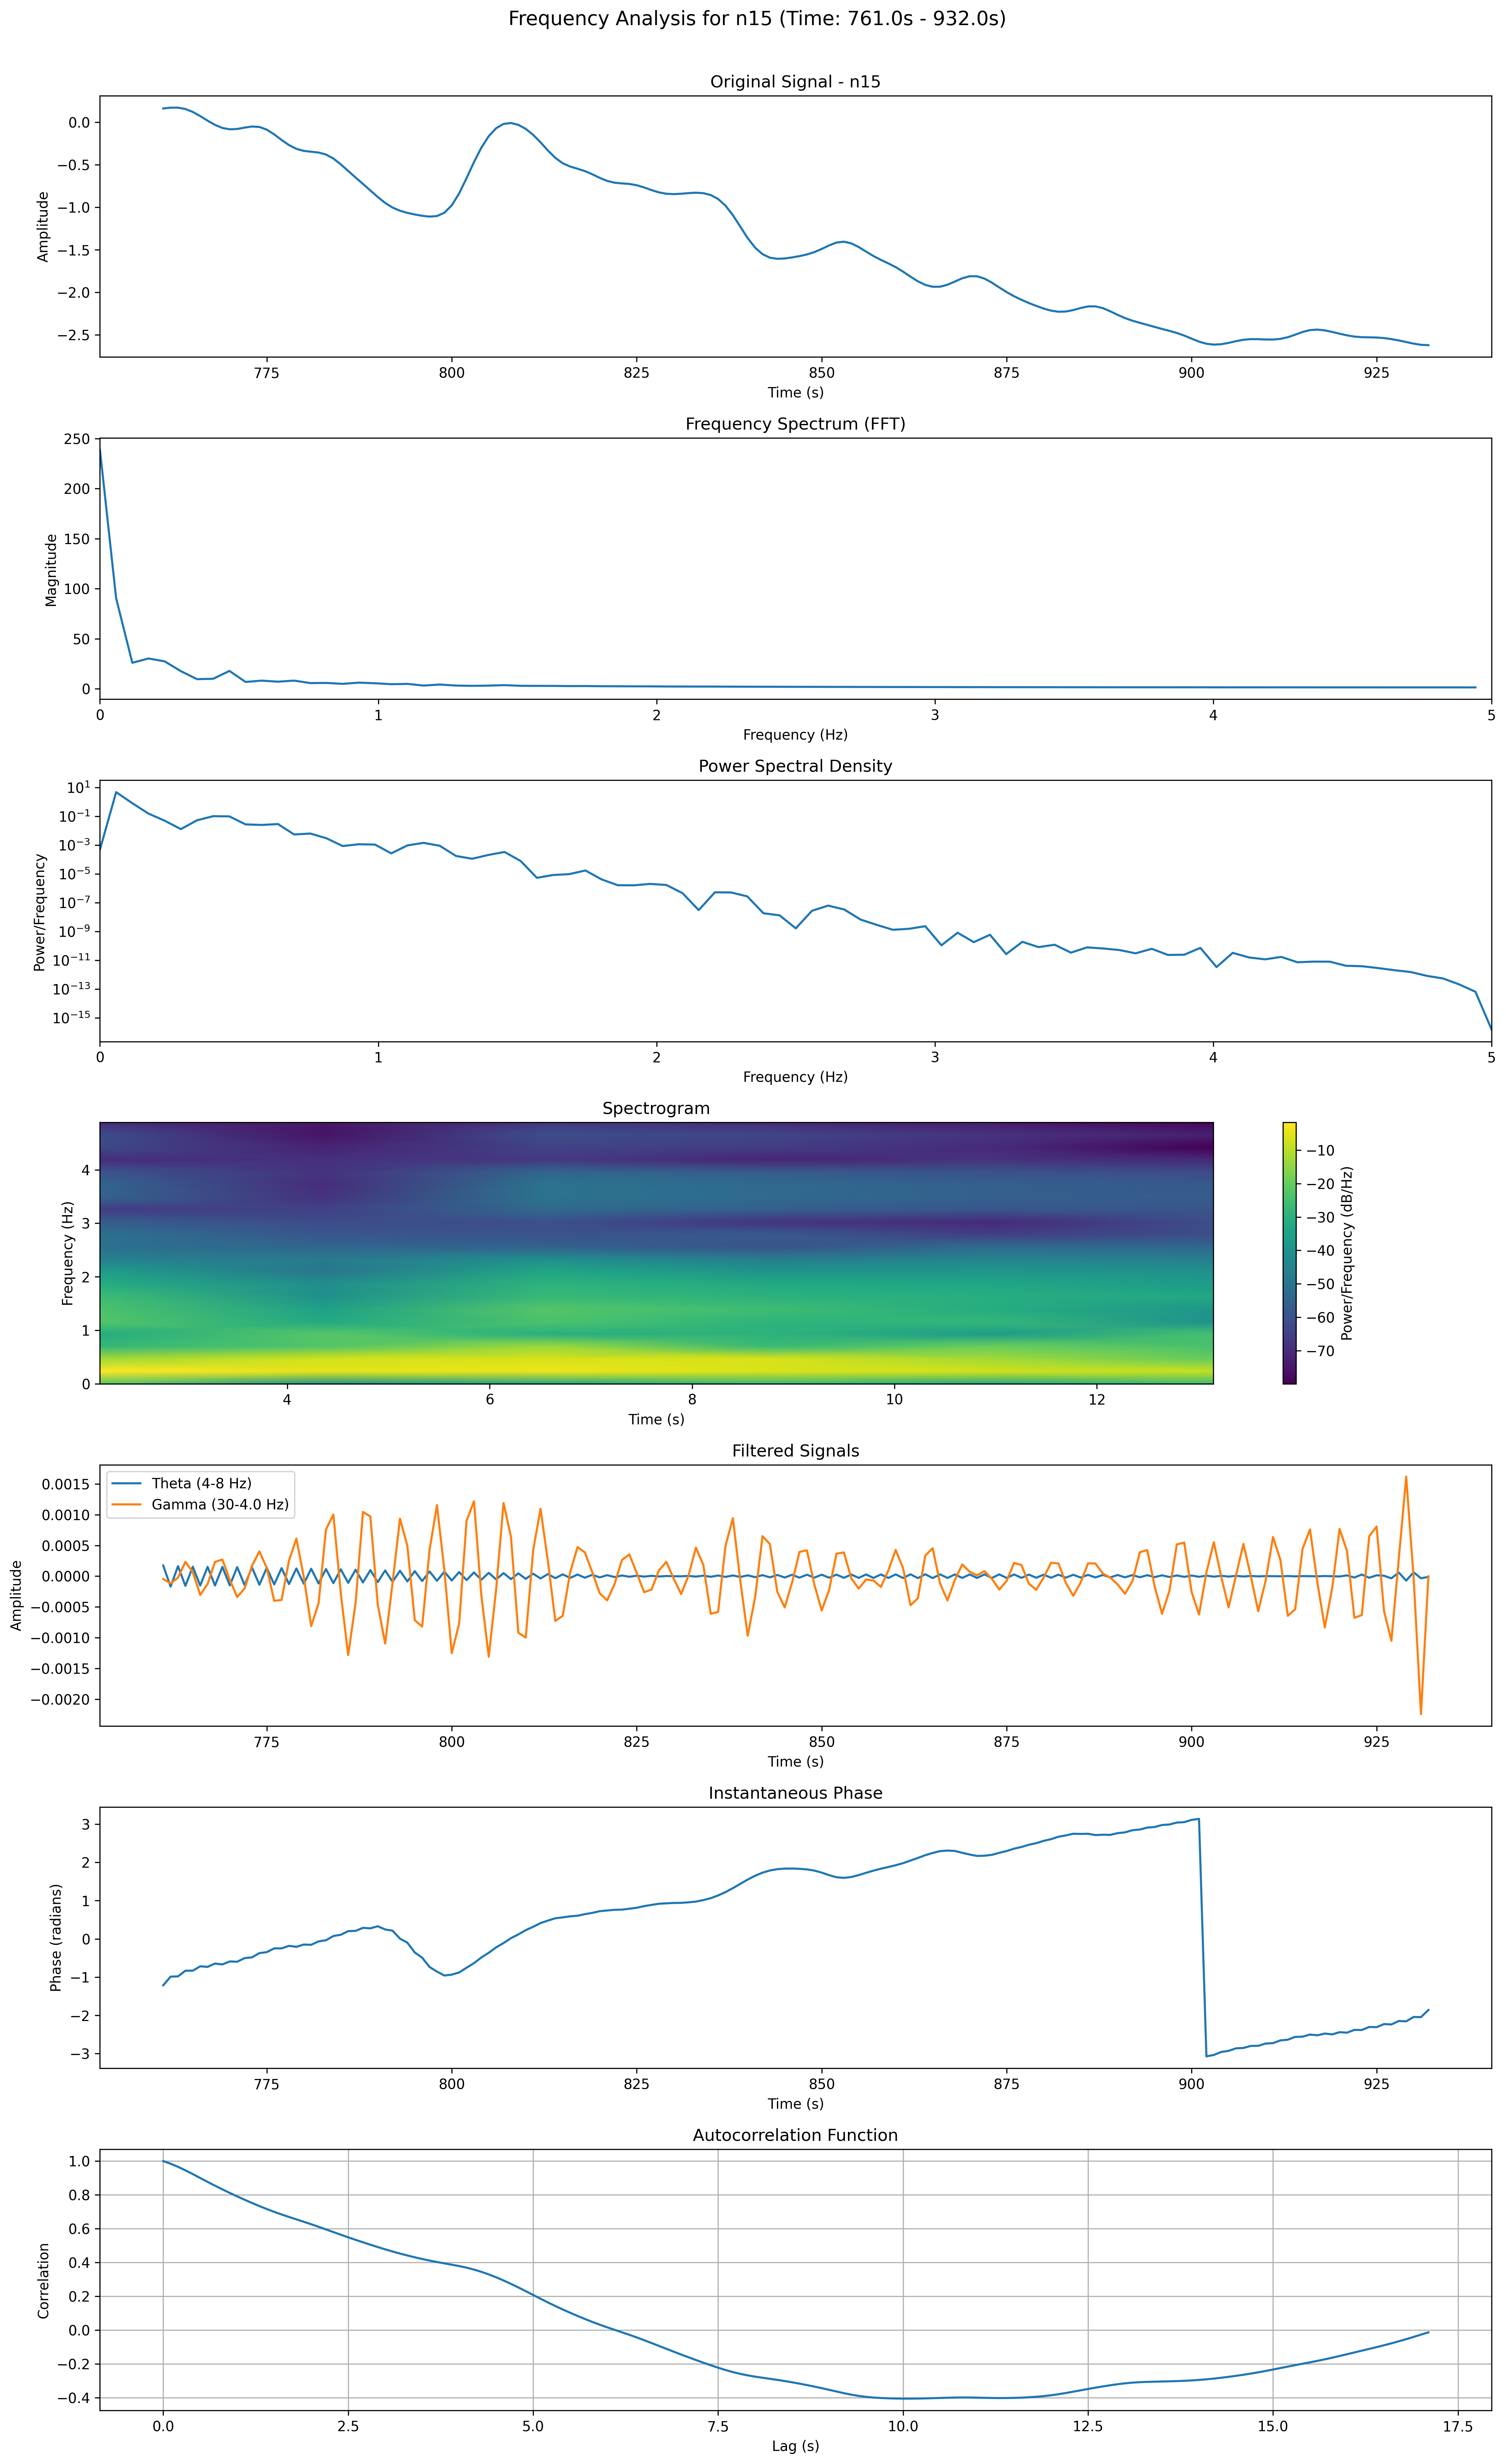 Frequency Analysis for n15 (Time: 761.0s - 932.0s)
Original Signal - n15
Amplitude
0.0
−0.5
−1.0
−1.5
−2.0
−2.5
775 800 825 850 875 900 925
Time (s)
Frequency Spectrum (FFT)
Magnitude
250
200
150
100
50
0
0 1 2 3 4 5
Frequency (Hz)
Power Spectral Density
Power/Frequency
10¹
10⁻¹
10⁻³
10⁻⁵
10⁻⁷
10⁻⁹
10⁻¹¹
10⁻¹³
10⁻¹⁵
0 1 2 3 4 5
Frequency (Hz)
Spectrogram
Frequency (Hz)
4
3
2
1
0
4 6 8 10 12
Time (s)
−10
−20
−30
−40
−50
−60
−70
Power/Frequency (dB/Hz)
Filtered Signals
Theta (4-8 Hz)
Gamma (30-4.0 Hz)
Amplitude
0.0015
0.0010
0.0005
0.0000
−0.0005
−0.0010
−0.0015
−0.0020
775 800 825 850 875 900 925
Time (s)
Instantaneous Phase
Phase (radians)
3
2
1
0
−1
−2
−3
775 800 825 850 875 900 925
Time (s)
Autocorrelation Function
Correlation
1.0
0.8
0.6
0.4
0.2
0.0
−0.2
−0.4
0.0 2.5 5.0 7.5 10.0 12.5 15.0 17.5
Lag (s)